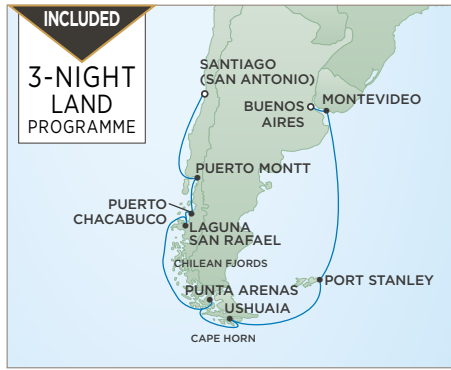 INCLUDED
3-NIGHT
LAND
PROGRAMME
SANTIAGO
(SAN ANTONIO)
BUENOS
AIRES
MONTEVIDEO
PUERTO MONTT
PUERTO
CHACABUCO
LAGUNA
SAN RAFAEL
CHILEAN FJORDS
PORT STANLEY
PUNTA ARENAS
USHUAIA
CAPE HORN